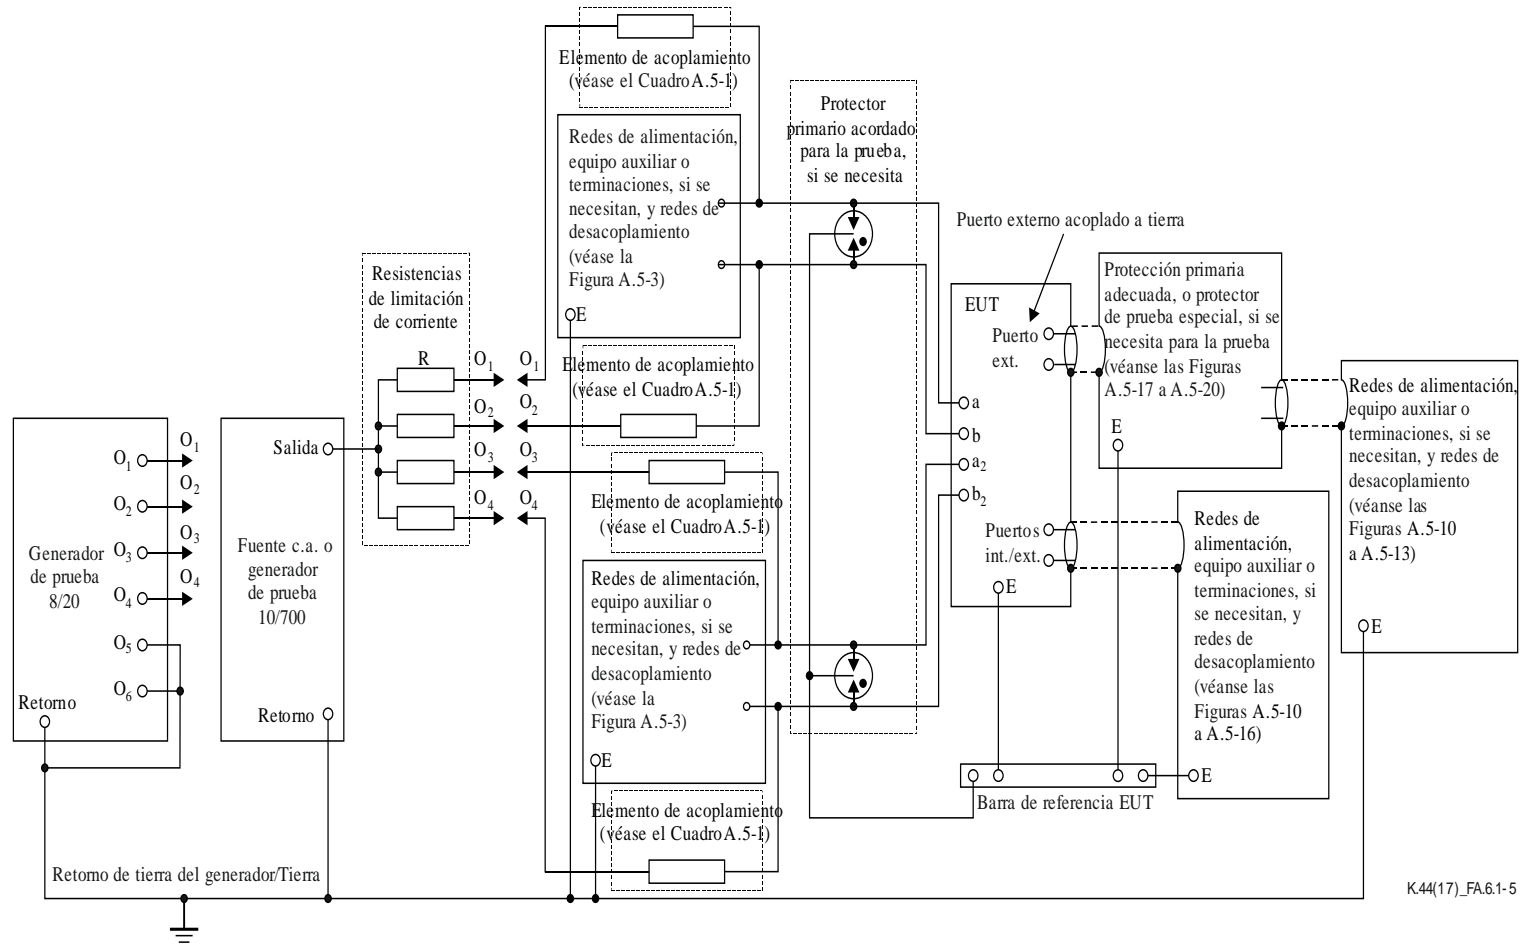 Elemento de acoplamiento
(véase el Cuadro A.5-1)
Redes de alimentación,
equipo auxiliar o
terminaciones, si se
necesitan, y redes de
desacoplamiento
(véase la
Figura A.5-3)
E
Protector
primario acordado
para la prueba,
si se necesita
Puerto externo acoplado a tierra
Resistencias
de limitación
de corriente
R
O1
O1
O2
O2
O3
O3
O4
O4
Elemento de acoplamiento
(véase el Cuadro A.5-1)
Elemento de acoplamiento
(véase el Cuadro A.5-1)
EUT
Puerto
ext.
a
b
a2
b2
Puertos
int./ext.
E
Protección primaria
adecuada, o protector
de prueba especial, si se
necesita para la prueba
(véanse las Figuras
A.5-17 a A.5-20)
E
Redes de alimentación,
equipo auxiliar o
terminaciones, si se
necesitan, y redes de
desacoplamiento
(véanse las
Figuras A.5-10
a A.5-13)
E
O1
O1
O2
O2
O3
O3
O4
O4
O5
O6
Generador
de prueba
8/20
Retorno
Salida
Fuente c.a. o
generador
de prueba
10/700
Retorno
Redes de alimentación,
equipo auxiliar o
terminaciones, si se
necesitan, y redes de
desacoplamiento
(véase la
Figura A.5-3)
E
Redes de
alimentación,
equipo auxiliar o
terminaciones, si
se necesitan, y
redes de
desacoplamiento
(véanse las
Figuras A.5-10
a A.5-16)
E
Barra de referencia EUT
Elemento de acoplamiento
(véase el Cuadro A.5-1)
Retorno de tierra del generador/Tierra
K.44(17)_FA.6.1-5